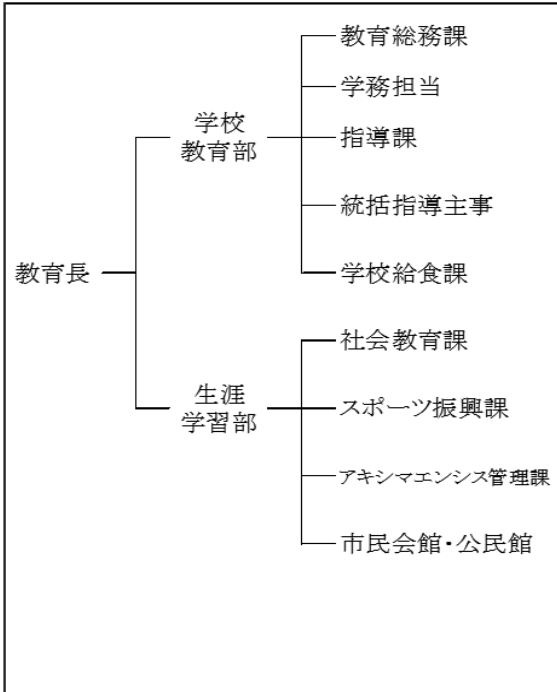 教育長
学校
教育部
教育総務課
学務担当
指導課
統括指導主事
学校給食課
生涯
学習部
社会教育課
スポーツ振興課
アキシマエンシス管理課
市民会館・公民館